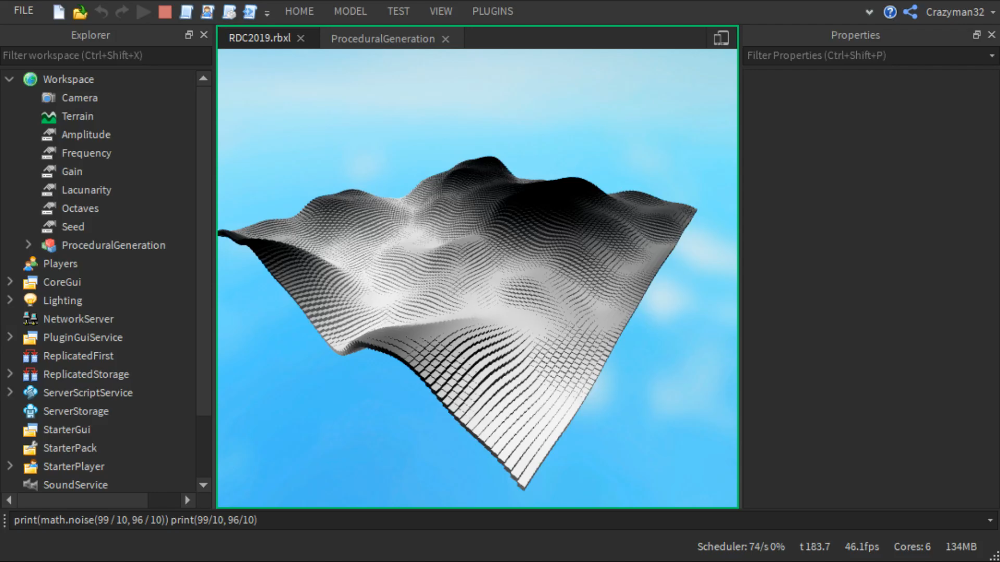 FILE HOME MODEL TEST VIEW PLUGINS Crazyman32
Explorer
Filter workspace (Ctrl+Shift+X)
Workspace
Camera
Terrain
Amplitude
Frequency
Gain
Lacunarity
Octaves
Seed
ProceduralGeneration
Players
CoreGui
Lighting
NetworkServer
PluginGuiService
ReplicatedFirst
ReplicatedStorage
ServerScriptService
ServerStorage
StarterGui
StarterPack
StarterPlayer
SoundService
RDC2019.rbxl ProceduralGeneration
Properties
Filter Properties (Ctrl+Shift+P)
print(math.noise(99 / 10, 96 / 10)) print(99/10, 96/10)
Scheduler: 74/s 0% t 183.7 46.1fps Cores: 6 134MB